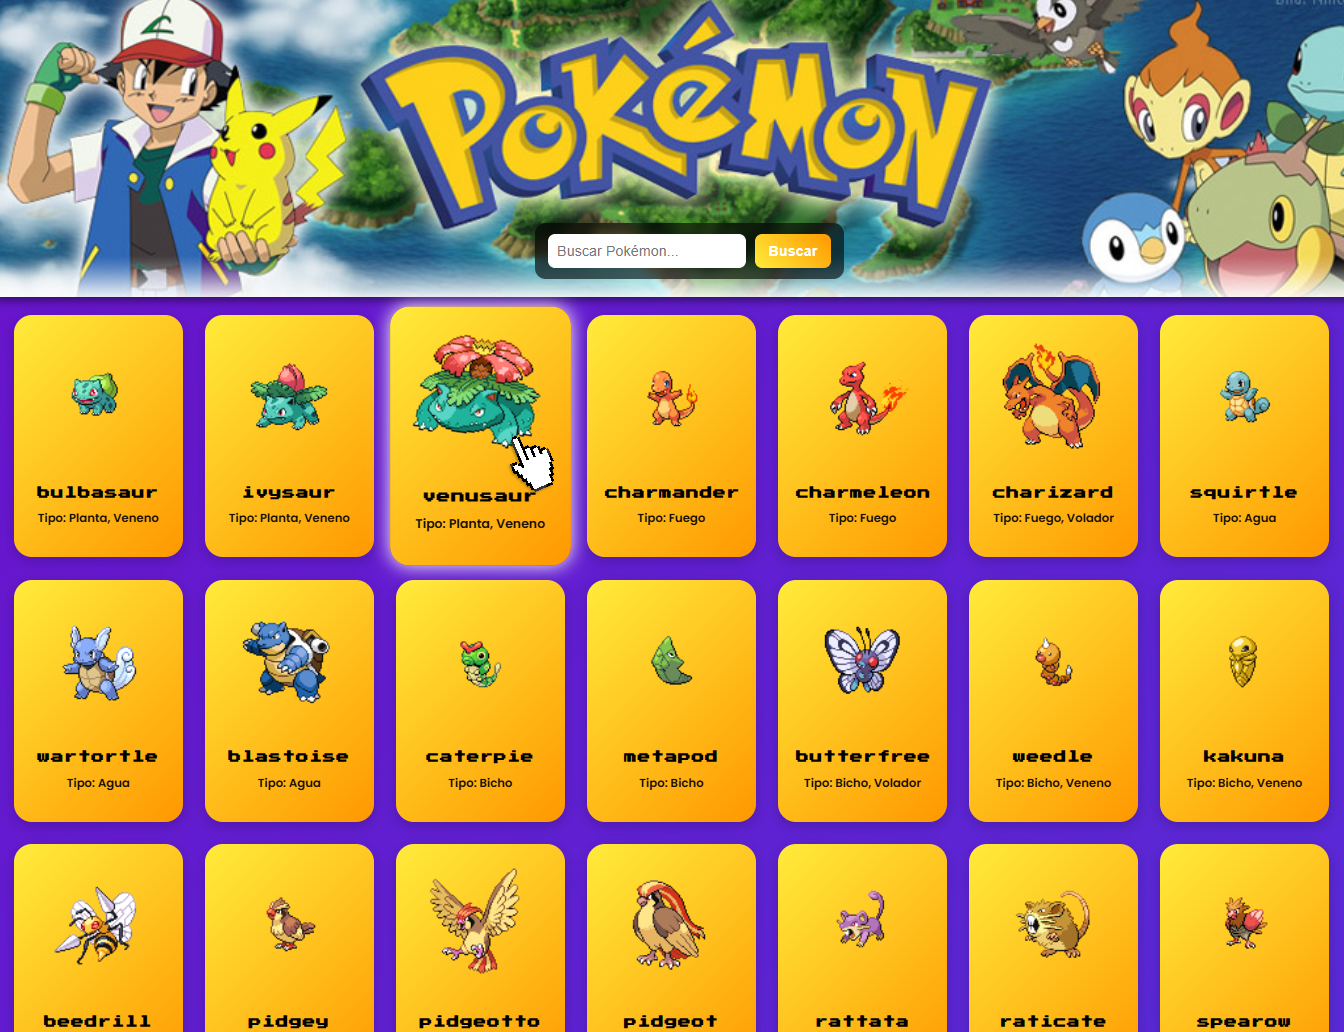 POKéMON
Buscar Pokémon...
Buscar
bulbasaur
Tipo: Planta, Veneno
ivysaur
Tipo: Planta, Veneno
venusaur
Tipo: Planta, Veneno
charmander
Tipo: Fuego
charmeleon
Tipo: Fuego
charizard
Tipo: Fuego, Volador
squirtle
Tipo: Agua
wartortle
Tipo: Agua
blastoise
Tipo: Agua
caterpie
Tipo: Bicho
metapod
Tipo: Bicho
butterfree
Tipo: Bicho, Volador
weedle
Tipo: Bicho, Veneno
kakuna
Tipo: Bicho, Veneno
beedrill
pidgey
pidgeotto
pidgeot
rattata
raticate
spearow